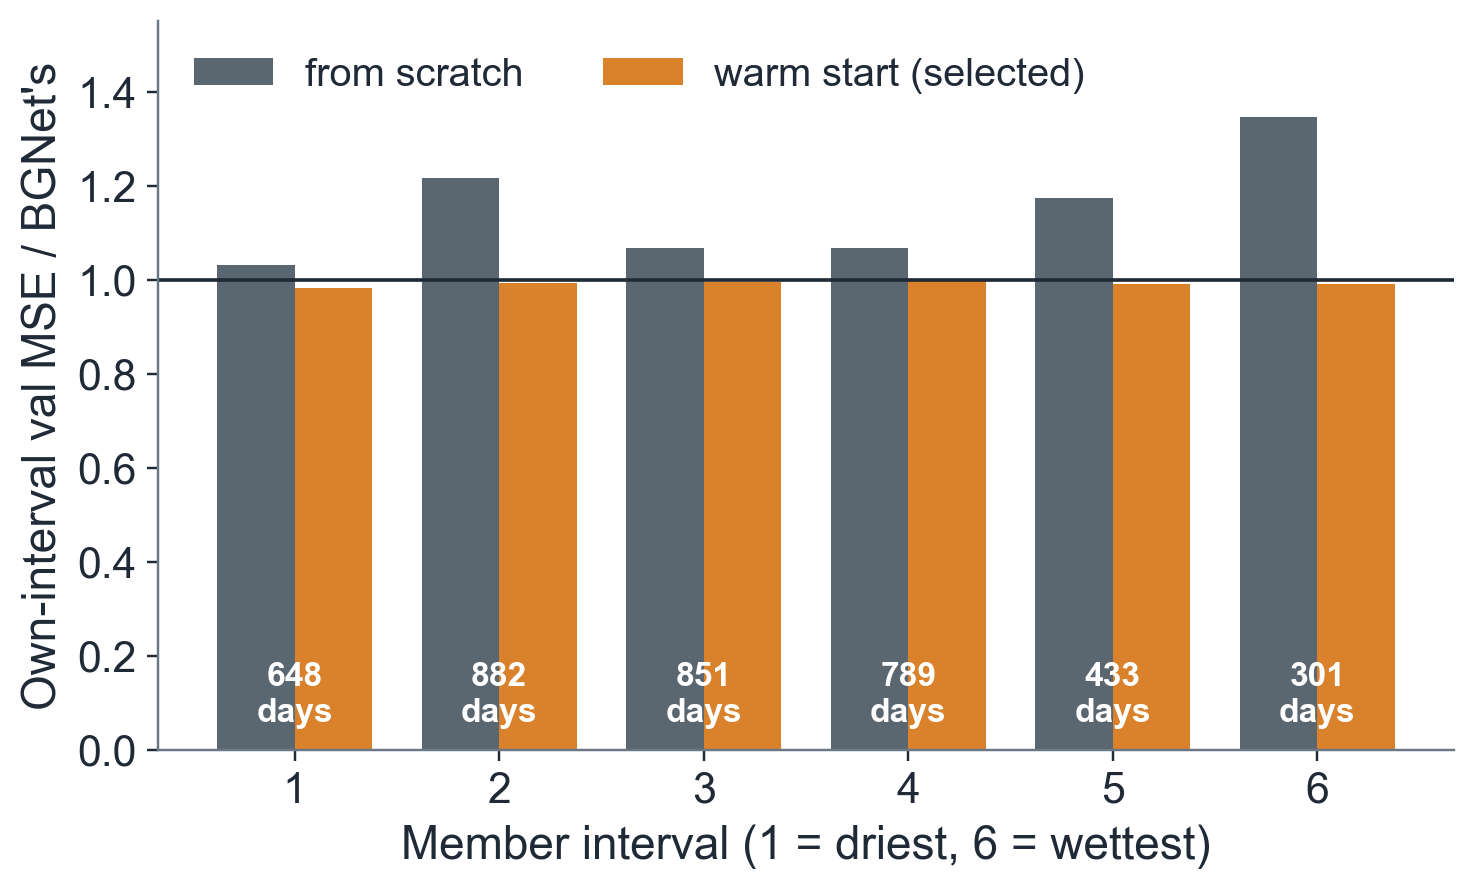 Own-interval val MSE / BGNet's
1.4
1.2
1.0
0.8
0.6
0.4
0.2
0.0
from scratch
warm start (selected)
648
days
882
days
851
days
789
days
433
days
301
days
1
2
3
4
5
6
Member interval (1 = driest, 6 = wettest)